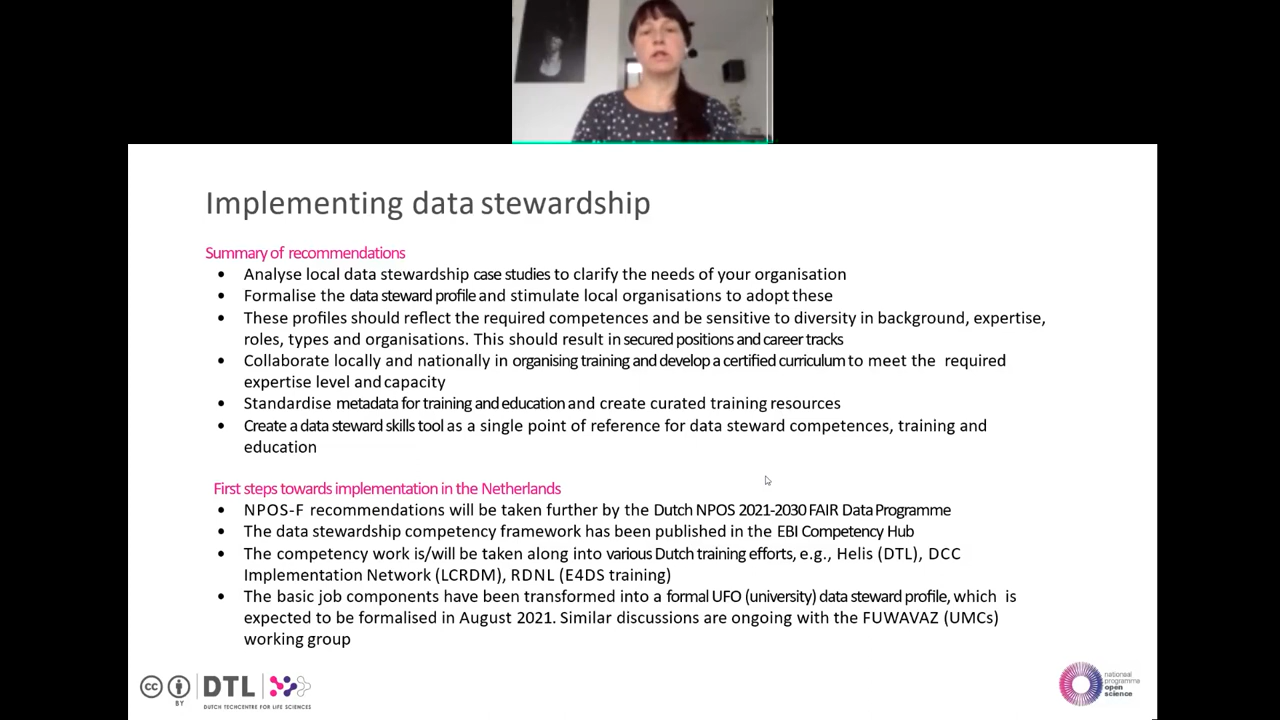 Implementing data stewardship
Summary of recommendations
• Analyse local data stewardship case studies to clarify the needs of your organisation
• Formalise the data steward profile and stimulate local organisations to adopt these
• These profiles should reflect the required competences and be sensitive to diversity in background, expertise,
roles, types and organisations. This should result in secured positions and career tracks
• Collaborate locally and nationally in organising training and develop a certified curriculum to meet the required
expertise level and capacity
• Standardise metadata for training and education and create curated training resources
• Create a data steward skills tool as a single point of reference for data steward competences, training and
education
First steps towards implementation in the Netherlands
• NPOS-F recommendations will be taken further by the Dutch NPOS 2021-2030 FAIR Data Programme
• The data stewardship competency framework has been published in the EBI Competency Hub
• The competency work is/will be taken along into various Dutch training efforts, e.g., Helis (DTL), DCC
Implementation Network (LCRDM), RDNL (E4DS training)
• The basic job components have been transformed into a formal UFO (university) data steward profile, which is
expected to be formalised in August 2021. Similar discussions are ongoing with the FUWAVAZ (UMCs)
working group
cc BY
DTL
DUTCH TECHCENTRE FOR LIFE SCIENCES
nationaal
programma
open
science